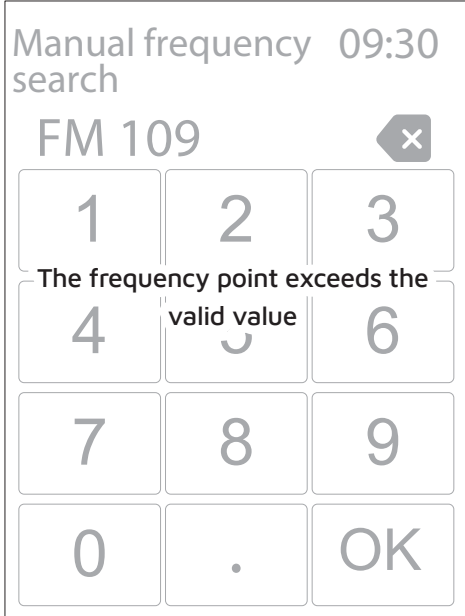 Manual frequency 09:30
search
FM 109
1 2 3
The frequency point exceeds the
valid value
4 5 6
7 8 9
0 . OK